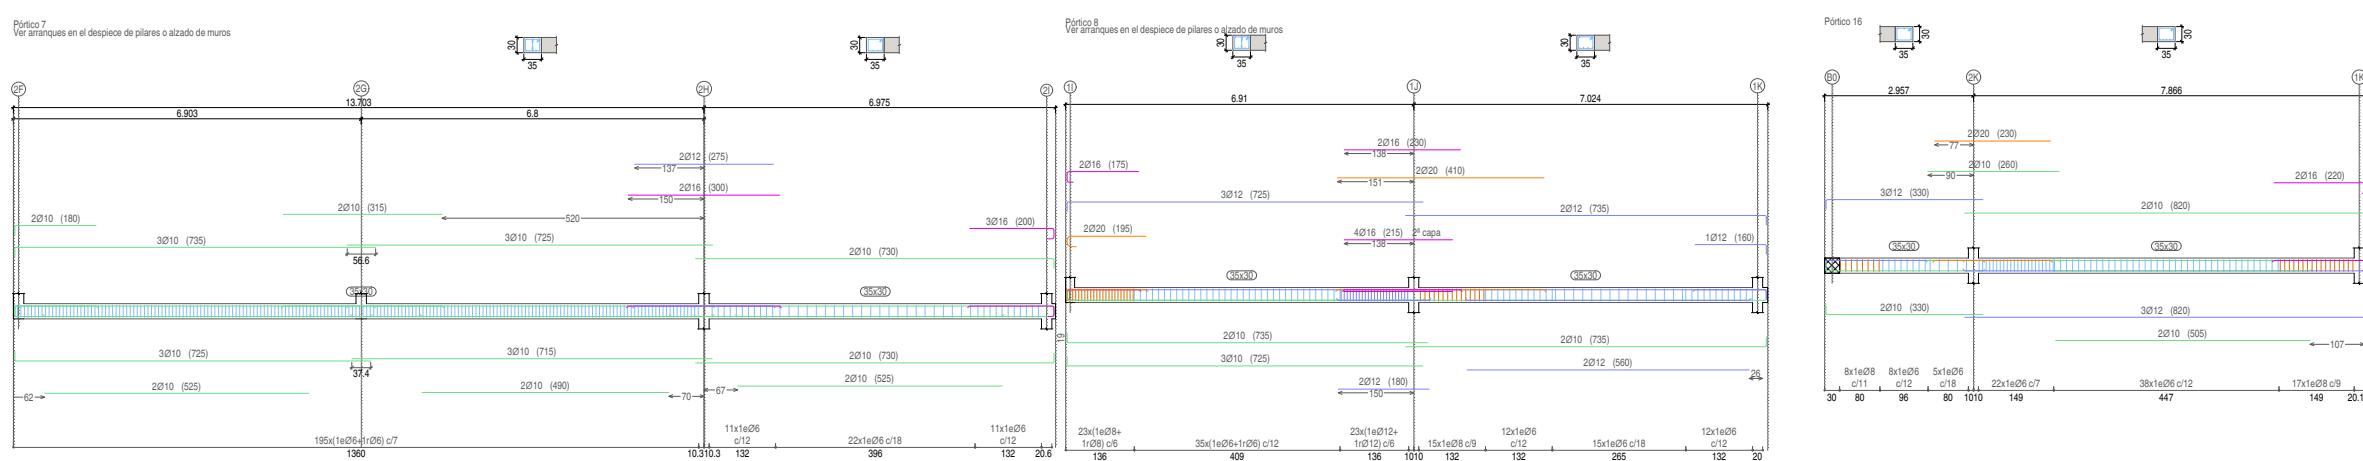 Pórtico 7
Ver arranques en el despiece de pilares o alzado de muros
30
35
30
35
2F
2G
2H
2I
13.703
6.975
6.903
6.8
2Ø12 (275)
137
2Ø16 (300)
150
2Ø10 (315)
520
2Ø10 (180)
3Ø16 (200)
3Ø10 (735)
3Ø10 (725)
56.6
2Ø10 (730)
35x30
35x30
3Ø10 (725)
3Ø10 (715)
37.4
2Ø10 (730)
62
2Ø10 (525)
2Ø10 (490)
70
67
2Ø10 (525)
195x(1eØ6+1rØ6) c/7
11x1eØ6
c/12
22x1eØ6 c/18
11x1eØ6
c/12
1360
10.3
10.3
132
396
132
20.6
Pórtico 8
Ver arranques en el despiece de pilares o alzado de muros
30
35
30
35
1I
1J
1K
6.91
7.024
2Ø16 (230)
138
2Ø16 (175)
2Ø20 (410)
151
3Ø12 (725)
2Ø12 (735)
2Ø20 (195)
4Ø16 (215) 2ª capa
138
1Ø12 (160)
35x30
35x30
19
2Ø10 (735)
2Ø10 (735)
3Ø10 (725)
2Ø12 (560)
26
2Ø12 (180)
150
23x(1eØ8+
1rØ8) c/6
35x(1eØ6+1rØ6) c/12
23x(1eØ12+
1rØ12) c/6
15x1eØ8 c/9
12x1eØ6
c/12
15x1eØ6 c/18
12x1eØ6
c/12
136
409
136
1010
132
132
265
132
20
Pórtico 16
30
35
30
35
B0
2K
1K
2.957
7.866
2Ø20 (230)
77
2Ø10 (260)
90
2Ø16 (220)
3Ø12 (330)
2Ø10 (820)
35x30
35x30
2Ø10 (330)
3Ø12 (820)
2Ø10 (505)
107
8x1eØ8
c/11
8x1eØ6
c/12
5x1eØ6
c/18
22x1eØ6 c/7
38x1eØ6 c/12
17x1eØ8 c/9
30
80
96
80
1010
149
447
149
20.1